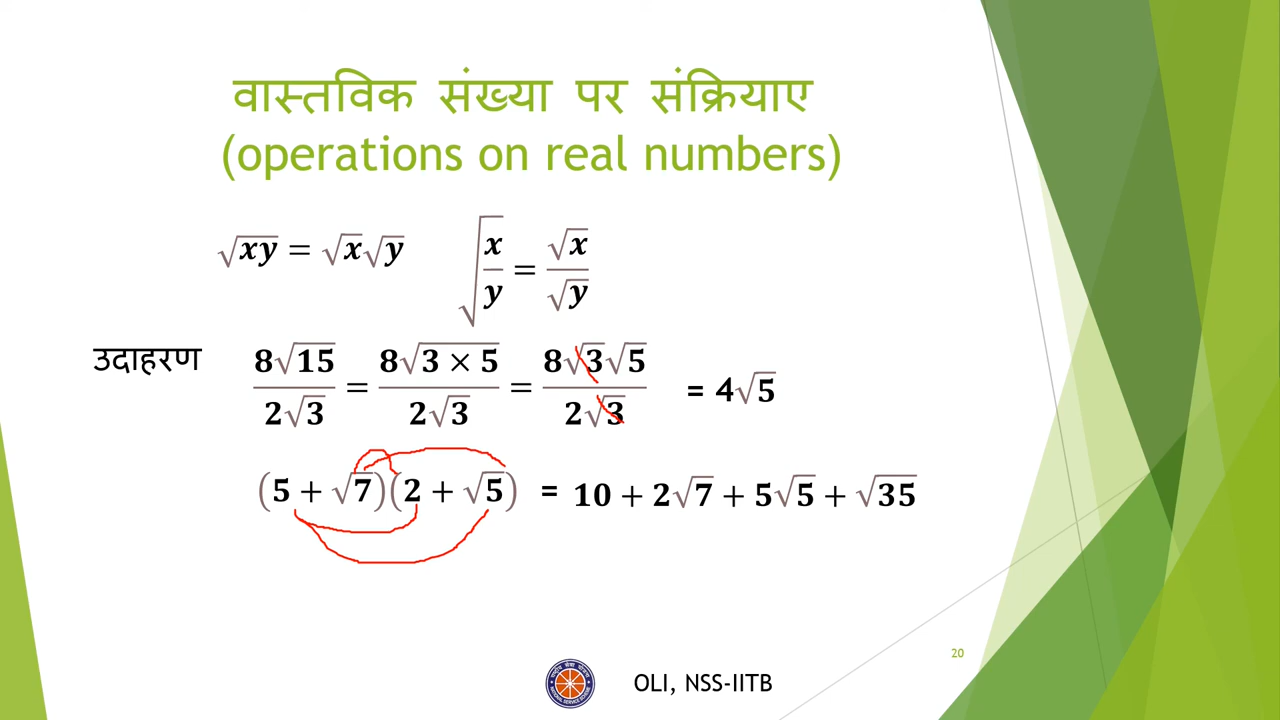 वास्तविक संख्या पर संक्रियाए
(operations on real numbers)
√xy = √x√y   √(x/y) = √x/√y
उदाहरण 8√15/2√3 = 8√(3 × 5)/2√3 = 8√3√5/2√3 = 4√5
(5 + √7)(2 + √5) = 10 + 2√7 + 5√5 + √35
20
OLI, NSS-IITB